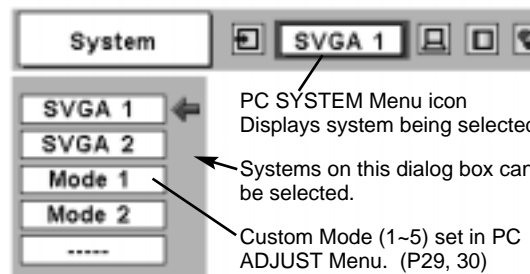 System
SVGA 1
PC SYSTEM Menu icon
Displays system being selected
SVGA 1
SVGA 2
Mode 1
Mode 2
-----
Systems on this dialog box can
be selected.
Custom Mode (1~5) set in PC
ADJUST Menu. (P29, 30)